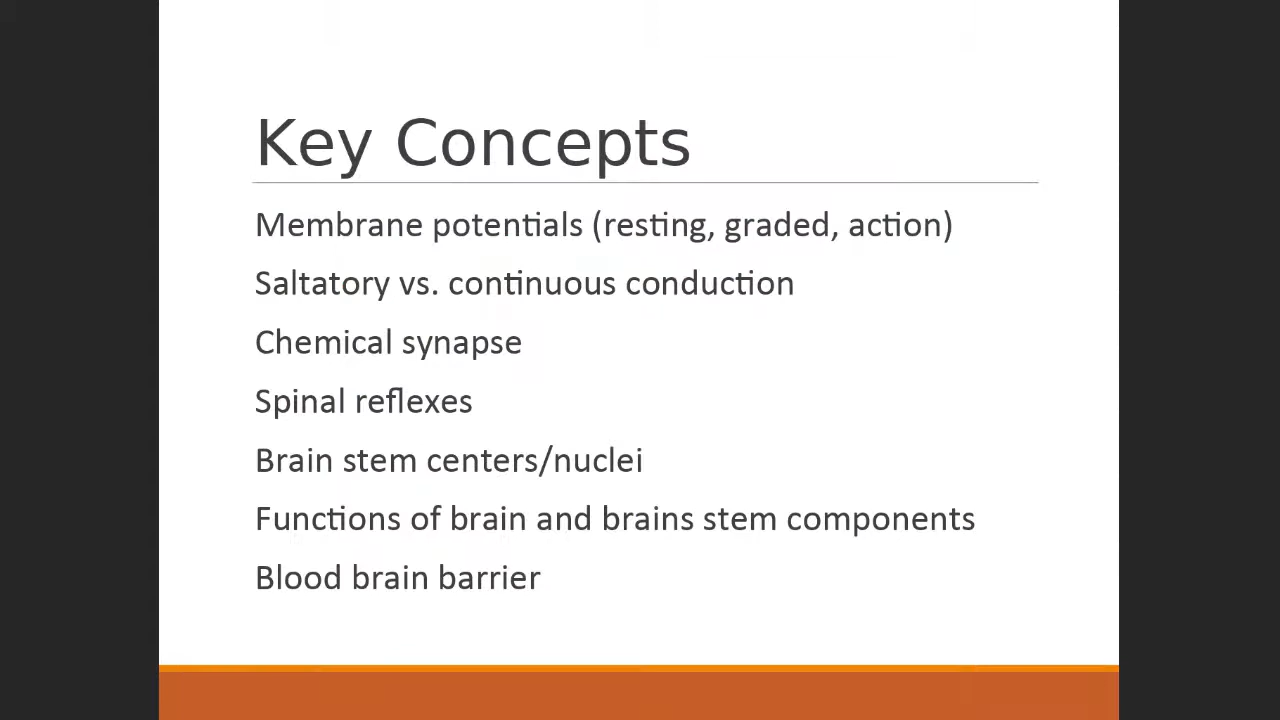 Key Concepts
Membrane potentials (resting, graded, action)
Saltatory vs. continuous conduction
Chemical synapse
Spinal reflexes
Brain stem centers/nuclei
Functions of brain and brains stem components
Blood brain barrier